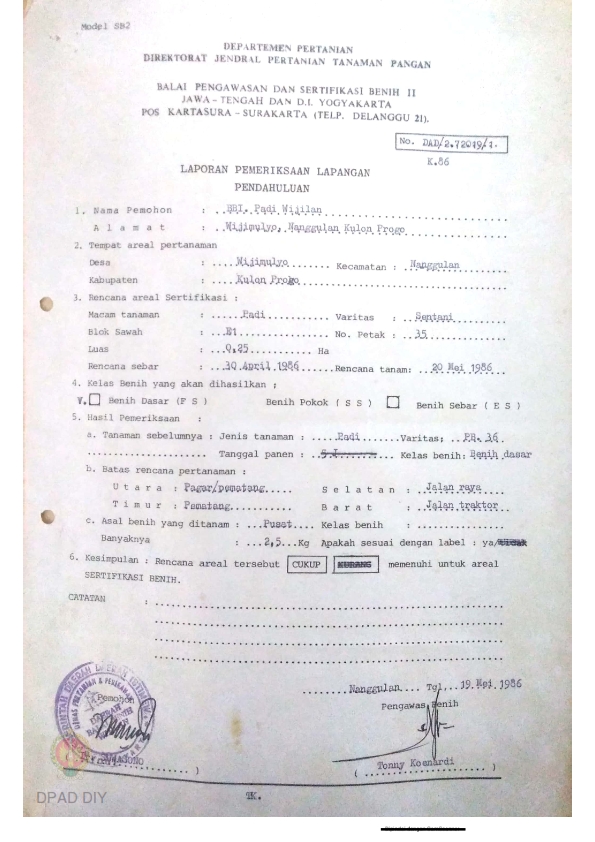 Model SB2
DEPARTEMEN PERTANIAN
DIREKTORAT JENDRAL PERTANIAN TANAMAN PANGAN
BALAI PENGAWASAN DAN SERTIFIKASI BENIH II
JAWA-TENGAH DAN D.I. YOGYAKARTA
POS KARTASURA-SURAKARTA (TELP. DELANGGU 21).
No. DAD/2.72019/1.
K.86
LAPORAN PEMERIKSAAN LAPANGAN
PENDAHULUAN
1. Nama Pemohon : ..BBI. Padi Wijilan
A l a m a t : ..Wijimulyo, Nanggulan Kulon Progo
2. Tempat areal pertanaman
Desa : ....Wijimulyo....... Kecamatan : .Nanggulan
Kabupaten : ....Kulon Progo
3. Rencana areal Sertifikasi :
Macam tanaman : .....Padi........... Varitas : ..Sentani
Blok Sawah : ..E1............ No. Petak : ..35
Luas : ..0,25........... Ha
Rencana sebar : ..30 April 1986......Rencana tanam: ..20 Mei 1986
4. Kelas Benih yang akan dihasilkan ;
V. Benih Dasar (F S) Benih Pokok ( S S ) Benih Sebar ( E S )
5. Hasil Pemeriksaan :
a. Tanaman sebelumnya : Jenis tanaman : .....Padi.......Varitas; ..PB. 36.
Tanggal panen : .. Kelas benih: Benih dasar
b. Batas rencana pertanaman :
U t a r a : Pagar/pematang..... S e l a t a n : ..Jalan raya
T i m u r : Pematang........... B a r a t : ..Jalan traktor
c. Asal benih yang ditanam : ...Pusat.. Kelas benih : ..............
Banyaknya : ...2,5...Kg Apakah sesuai dengan label : ya/tidak
6. Kesimpulan : Rencana areal tersebut CUKUP KURANG memenuhi untuk areal
SERTIFIKASI BENIH.
CATATAN :
Nanggulan.... Tgl...19 Mei 1986
Pemohon
Pengawas Benih
Tonny Koenardi
DPAD DIY
TK.